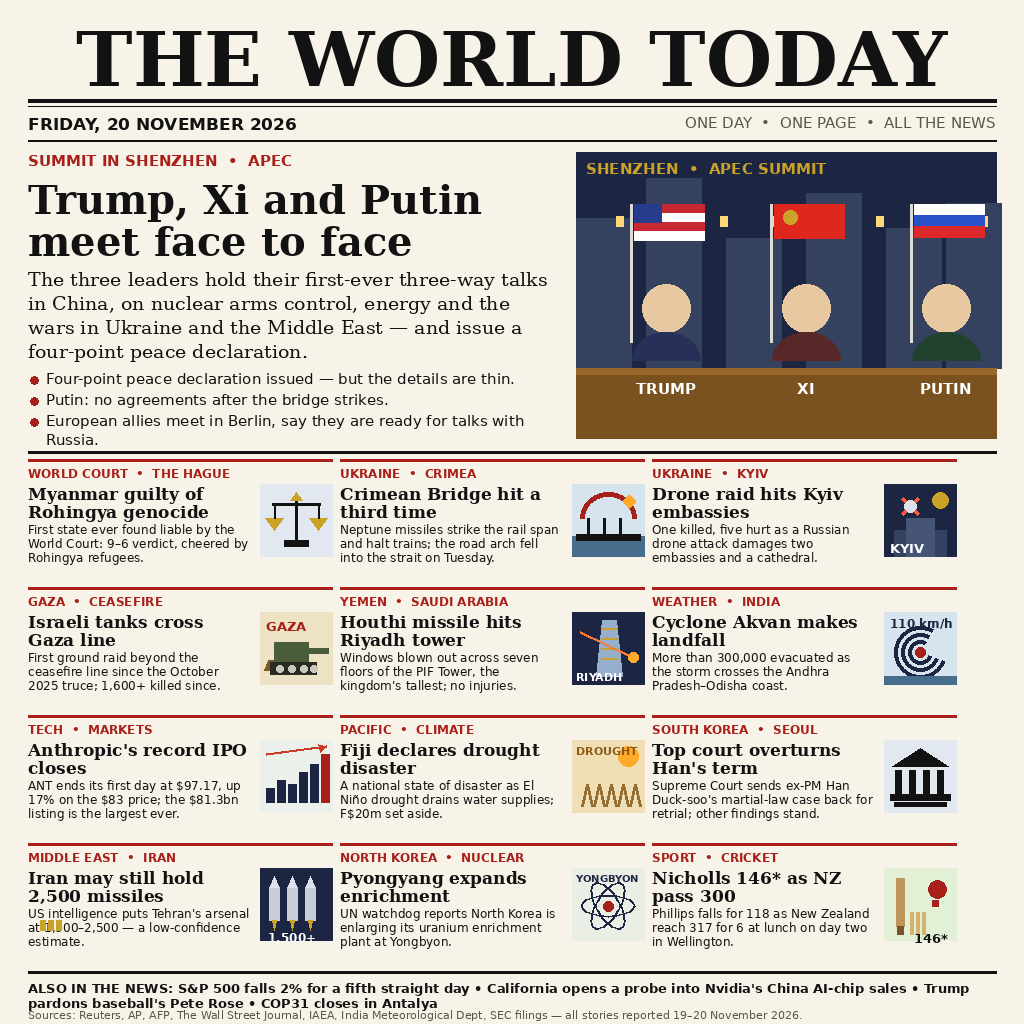 THE WORLD TODAY
FRIDAY, 20 NOVEMBER 2026
ONE DAY • ONE PAGE • ALL THE NEWS
SUMMIT IN SHENZHEN • APEC
Trump, Xi and Putin
meet face to face
The three leaders hold their first-ever three-way talks
in China, on nuclear arms control, energy and the
wars in Ukraine and the Middle East — and issue a
four-point peace declaration.
Four-point peace declaration issued — but the details are thin.
Putin: no agreements after the bridge strikes.
European allies meet in Berlin, say they are ready for talks with
Russia.
SHENZHEN • APEC SUMMIT
TRUMP
XI
PUTIN
WORLD COURT • THE HAGUE
Myanmar guilty of
Rohingya genocide
First state ever found liable by the
World Court: 9–6 verdict, cheered by
Rohingya refugees.
UKRAINE • CRIMEA
Crimean Bridge hit a
third time
Neptune missiles strike the rail span
and halt trains; the road arch fell
into the strait on Tuesday.
UKRAINE • KYIV
Drone raid hits Kyiv
embassies
One killed, five hurt as a Russian
drone attack damages two
embassies and a cathedral.
KYIV
GAZA • CEASEFIRE
Israeli tanks cross
Gaza line
First ground raid beyond the
ceasefire line since the October
2025 truce; 1,600+ killed since.
GAZA
YEMEN • SAUDI ARABIA
Houthi missile hits
Riyadh tower
Windows blown out across seven
floors of the PIF Tower, the
kingdom's tallest; no injuries.
RIYADH
WEATHER • INDIA
Cyclone Akvan makes
landfall
More than 300,000 evacuated as
the storm crosses the Andhra
Pradesh–Odisha coast.
110 km/h
TECH • MARKETS
Anthropic's record IPO
closes
ANT ends its first day at $97.17, up
17% on the $83 price; the $81.3bn
listing is the largest ever.
PACIFIC • CLIMATE
Fiji declares drought
disaster
A national state of disaster as El
Niño drought drains water supplies;
F$20m set aside.
DROUGHT
SOUTH KOREA • SEOUL
Top court overturns
Han's term
Supreme Court sends ex-PM Han
Duck-soo's martial-law case back for
retrial; other findings stand.
MIDDLE EAST • IRAN
Iran may still hold
2,500 missiles
US intelligence puts Tehran's arsenal
at 1,500–2,500 — a low-confidence
estimate.
1,500+
NORTH KOREA • NUCLEAR
Pyongyang expands
enrichment
UN watchdog reports North Korea is
enlarging its uranium enrichment
plant at Yongbyon.
YONGBYON
SPORT • CRICKET
Nicholls 146* as NZ
pass 300
Phillips falls for 118 as New Zealand
reach 317 for 6 at lunch on day two
in Wellington.
146*
ALSO IN THE NEWS: S&P 500 falls 2% for a fifth straight day • California opens a probe into Nvidia's China AI-chip sales • Trump
pardons baseball's Pete Rose • COP31 closes in Antalya
Sources: Reuters, AP, AFP, The Wall Street Journal, IAEA, India Meteorological Dept, SEC filings — all stories reported 19–20 November 2026.